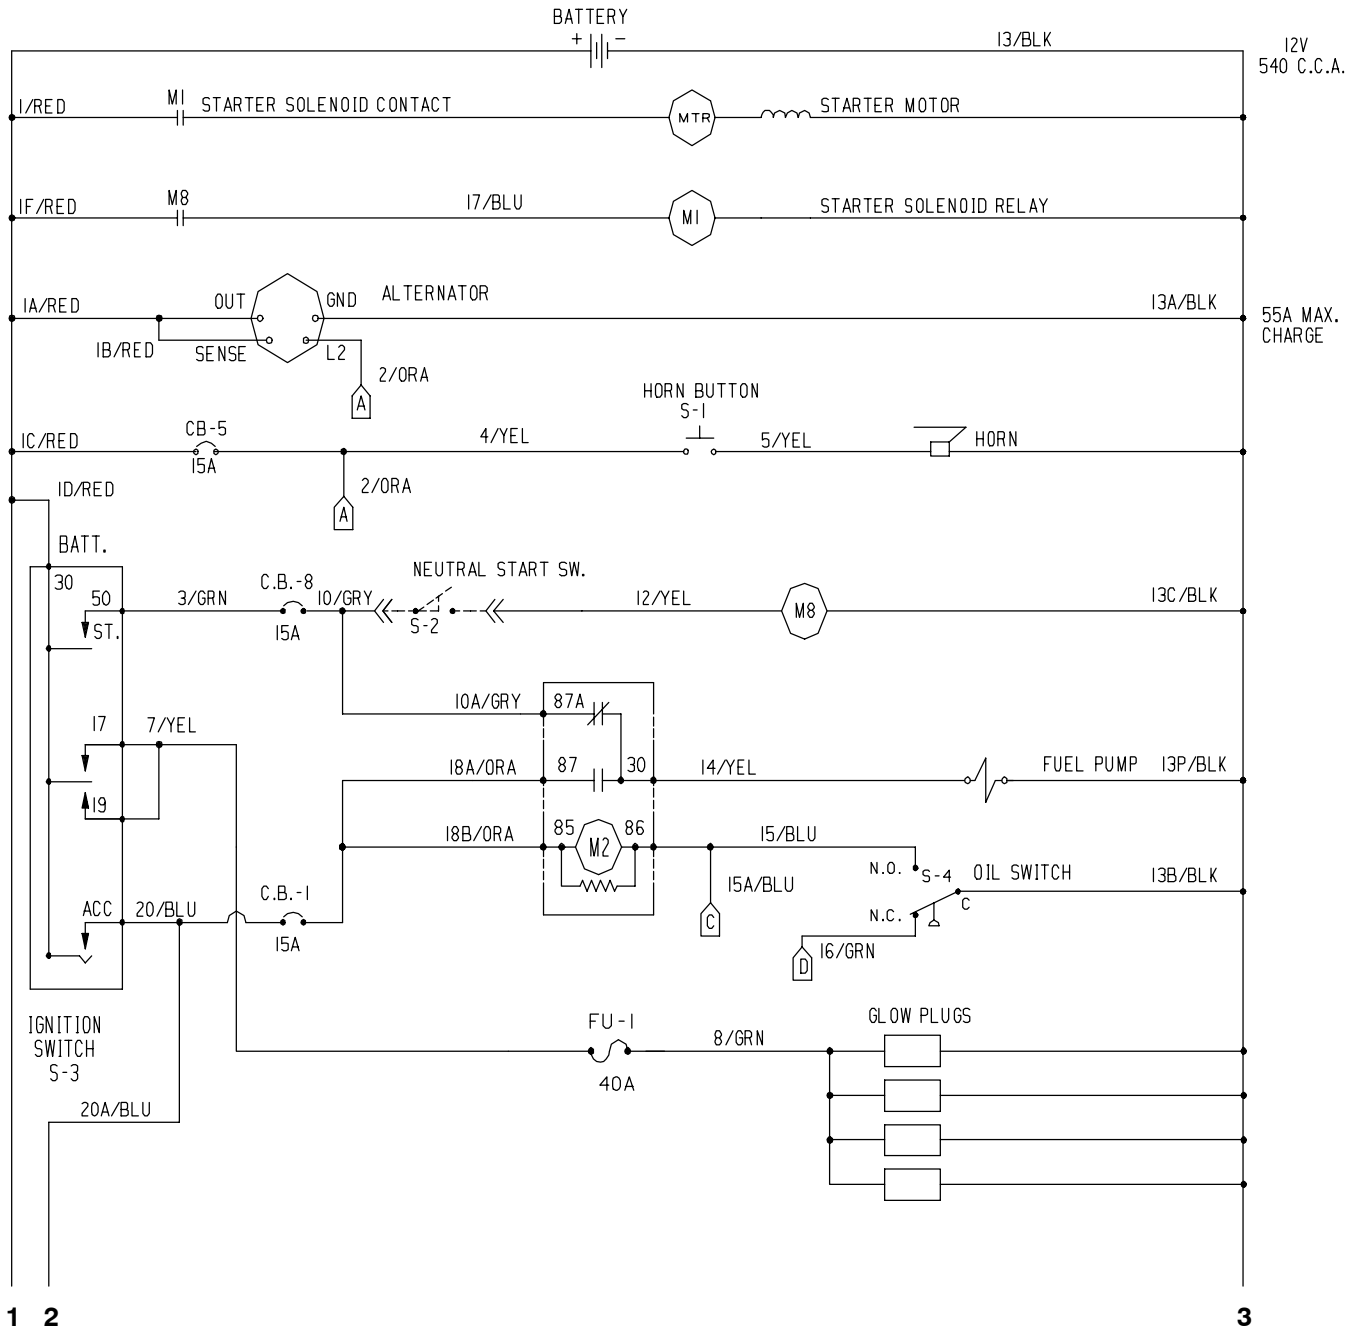 BATTERY
+ −
13/BLK
12V
540 C.C.A.
1/RED
M1
STARTER SOLENOID CONTACT
MTR
STARTER MOTOR
1F/RED
M8
17/BLU
M1
STARTER SOLENOID RELAY
1A/RED
OUT
GND
ALTERNATOR
13A/BLK
55A MAX.
CHARGE
1B/RED
SENSE
L2
2/ORA
A
HORN BUTTON
S-1
1C/RED
CB-5
15A
4/YEL
5/YEL
HORN
1D/RED
2/ORA
A
BATT.
30
50
ST.
3/GRN
C.B.-8
15A
10/GRY
NEUTRAL START SW.
S-2
12/YEL
M8
13C/BLK
10A/GRY
87A
17
7/YEL
18A/ORA
87
30
14/YEL
FUEL PUMP
13P/BLK
19
18B/ORA
85
M2
86
15/BLU
N.O.
S-4
OIL SWITCH
13B/BLK
15A/BLU
C
N.C.
C
ACC
20/BLU
C.B.-1
15A
16/GRN
D
IGNITION
SWITCH
S-3
FU-1
40A
8/GRN
GLOW PLUGS
20A/BLU
1 2 3